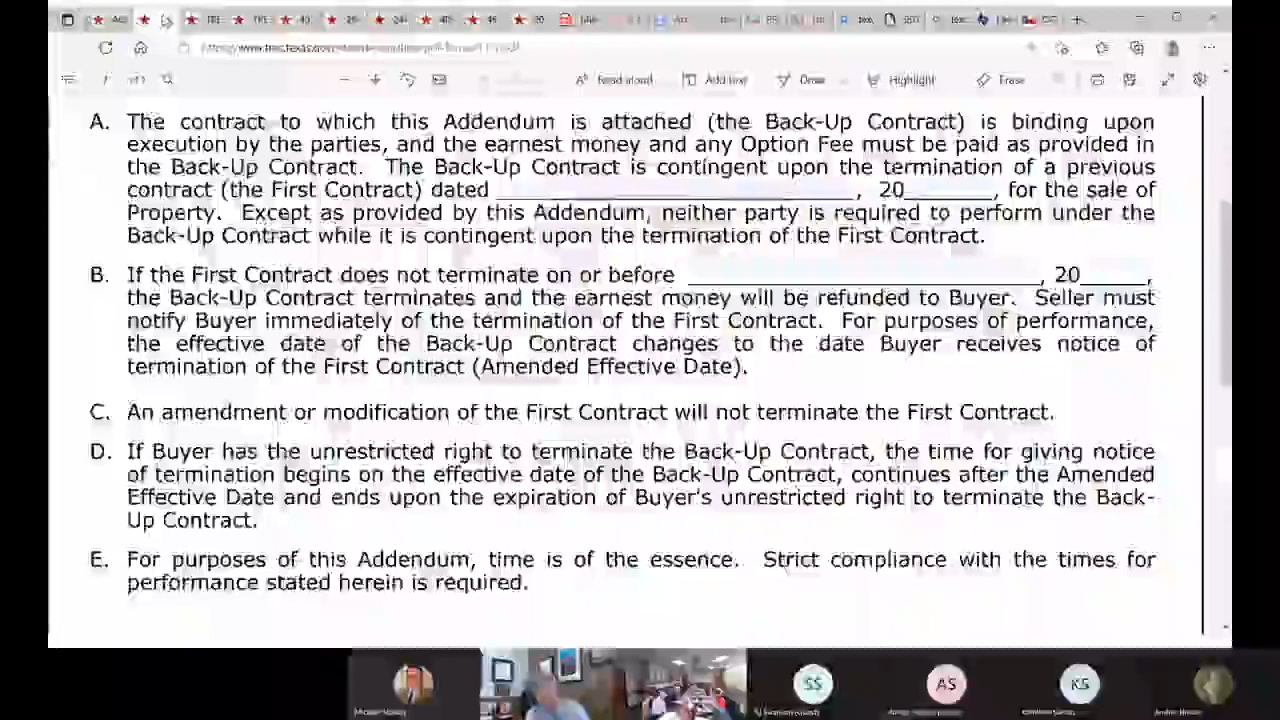 Read aloud
Add text
Draw
Highlight
Erase
A. The contract to which this Addendum is attached (the Back-Up Contract) is binding upon
execution by the parties, and the earnest money and any Option Fee must be paid as provided in
the Back-Up Contract. The Back-Up Contract is contingent upon the termination of a previous
contract (the First Contract) dated ____________________, 20______, for the sale of
Property. Except as provided by this Addendum, neither party is required to perform under the
Back-Up Contract while it is contingent upon the termination of the First Contract.
B. If the First Contract does not terminate on or before ____________________, 20_____,
the Back-Up Contract terminates and the earnest money will be refunded to Buyer. Seller must
notify Buyer immediately of the termination of the First Contract. For purposes of performance,
the effective date of the Back-Up Contract changes to the date Buyer receives notice of
termination of the First Contract (Amended Effective Date).
C. An amendment or modification of the First Contract will not terminate the First Contract.
D. If Buyer has the unrestricted right to terminate the Back-Up Contract, the time for giving notice
of termination begins on the effective date of the Back-Up Contract, continues after the Amended
Effective Date and ends upon the expiration of Buyer's unrestricted right to terminate the Back-
Up Contract.
E. For purposes of this Addendum, time is of the essence. Strict compliance with the times for
performance stated herein is required.
SS
AS
KS